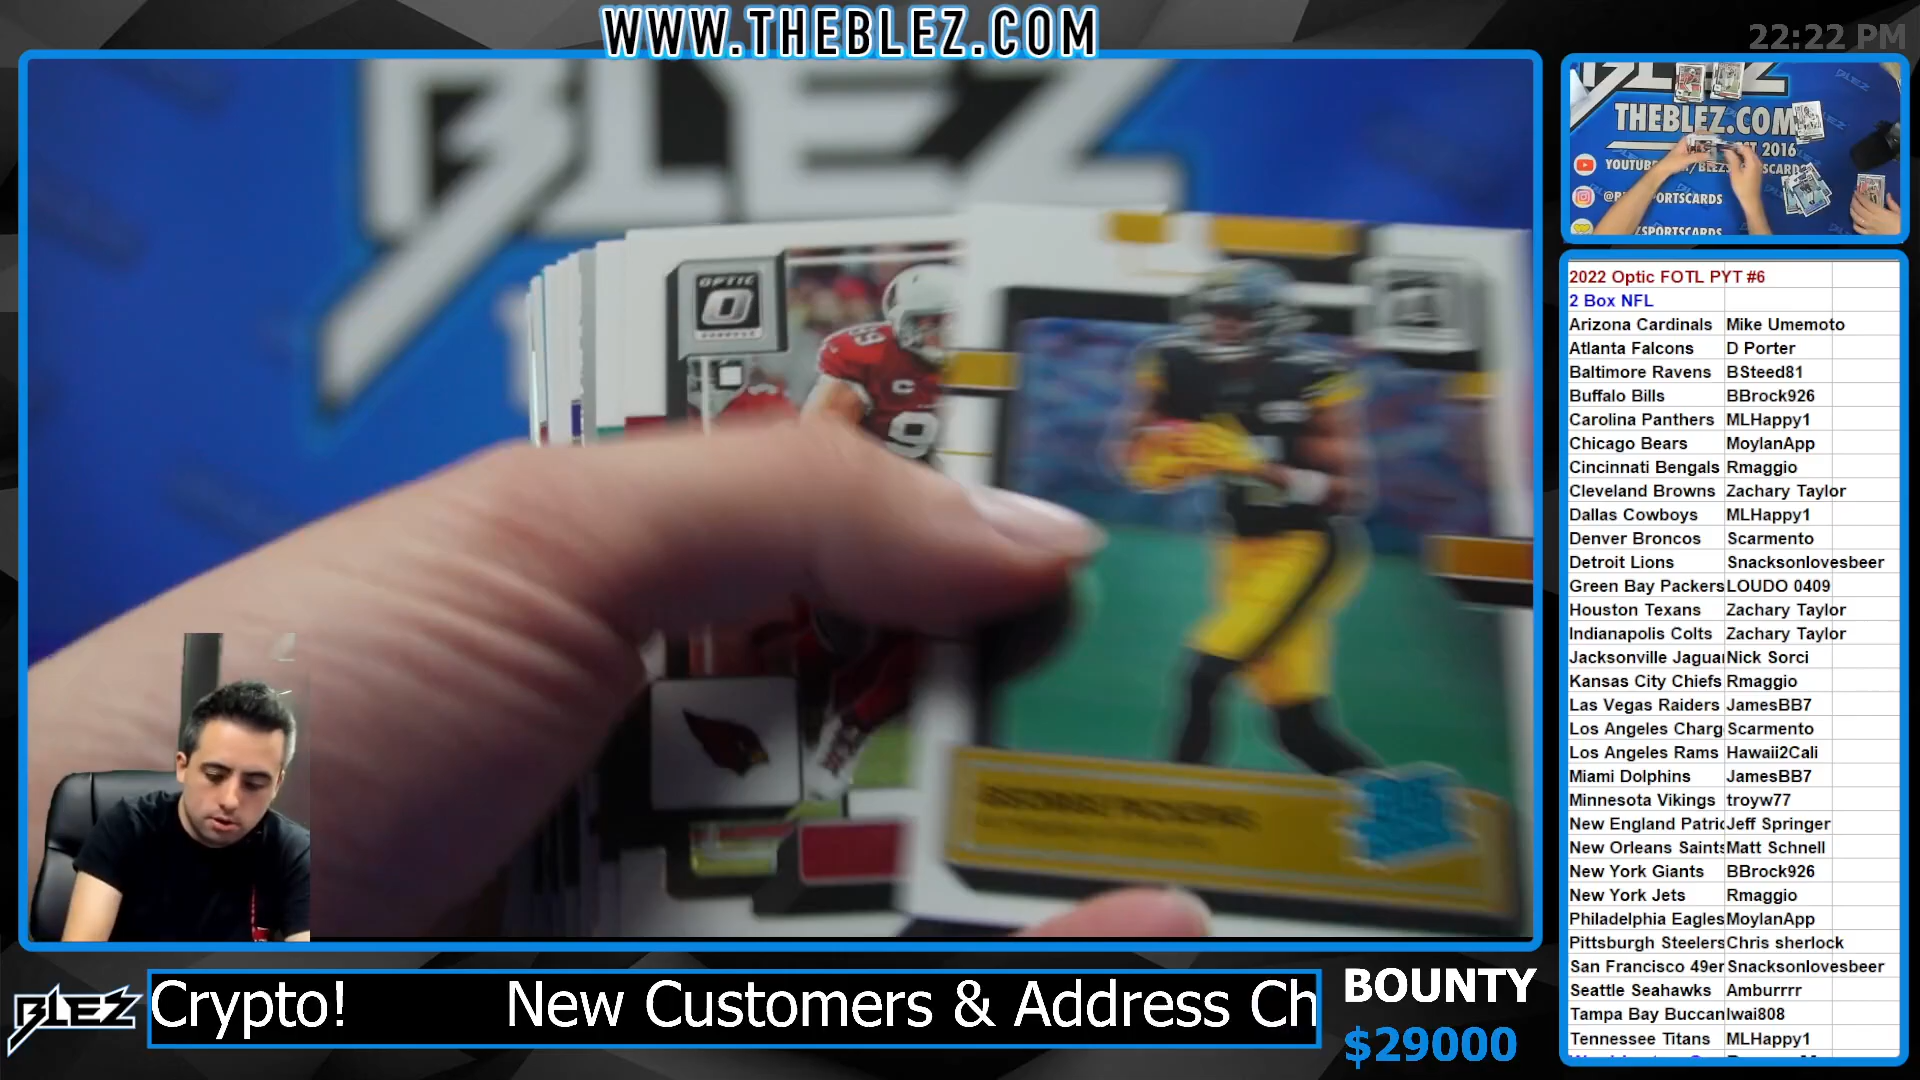 WWW.THEBLEZ.COM
22:22 PM
BLEZ
OPTIC
THEBLEZ.COM
2016
@
SPORTSCARDS
ZSPORTSCARDS
2022 Optic FOTL PYT #6
2 Box NFL
Arizona Cardinals Mike Umemoto
Atlanta Falcons D Porter
Baltimore Ravens BSteed81
Buffalo Bills BBrock926
Carolina Panthers MLHappy1
Chicago Bears MoylanApp
Cincinnati Bengals Rmaggio
Cleveland Browns Zachary Taylor
Dallas Cowboys MLHappy1
Denver Broncos Scarmento
Detroit Lions Snacksonlovesbeer
Green Bay Packers LOUDO 0409
Houston Texans Zachary Taylor
Indianapolis Colts Zachary Taylor
Jacksonville Jagua Nick Sorci
Kansas City Chiefs Rmaggio
Las Vegas Raiders JamesBB7
Los Angeles Charg Scarmento
Los Angeles Rams Hawaii2Cali
Miami Dolphins JamesBB7
Minnesota Vikings troyw77
New England Patric Jeff Springer
New Orleans Saints Matt Schnell
New York Giants BBrock926
New York Jets Rmaggio
Philadelphia Eagles MoylanApp
Pittsburgh Steelers Chris sherlock
San Francisco 49er Snacksonlovesbeer
Seattle Seahawks Amburrrr
Tampa Bay Buccan Iwai808
Tennessee Titans MLHappy1
BLEZ
Crypto! New Customers & Address Ch
BOUNTY
$29000